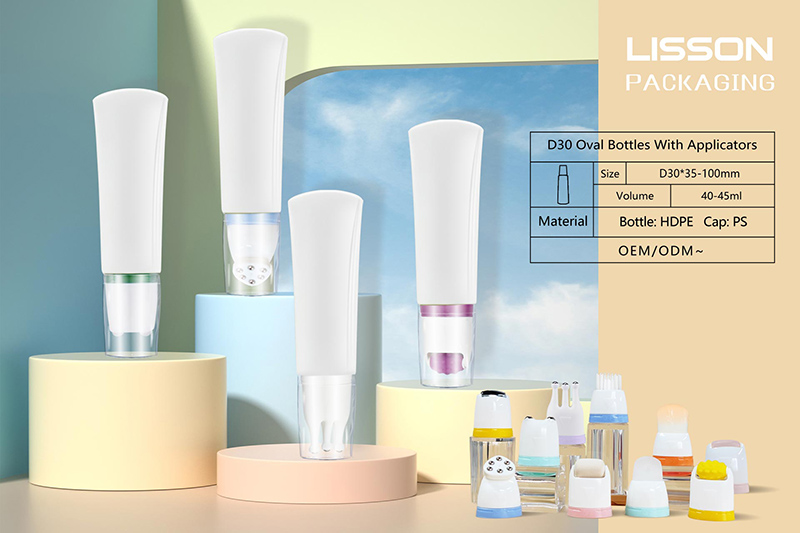 LISSON
PACKAGING
D30 Oval Bottles With Applicators
Size D30*35-100mm
Volume 40-45ml
Material Bottle: HDPE Cap: PS
OEM/ODM~